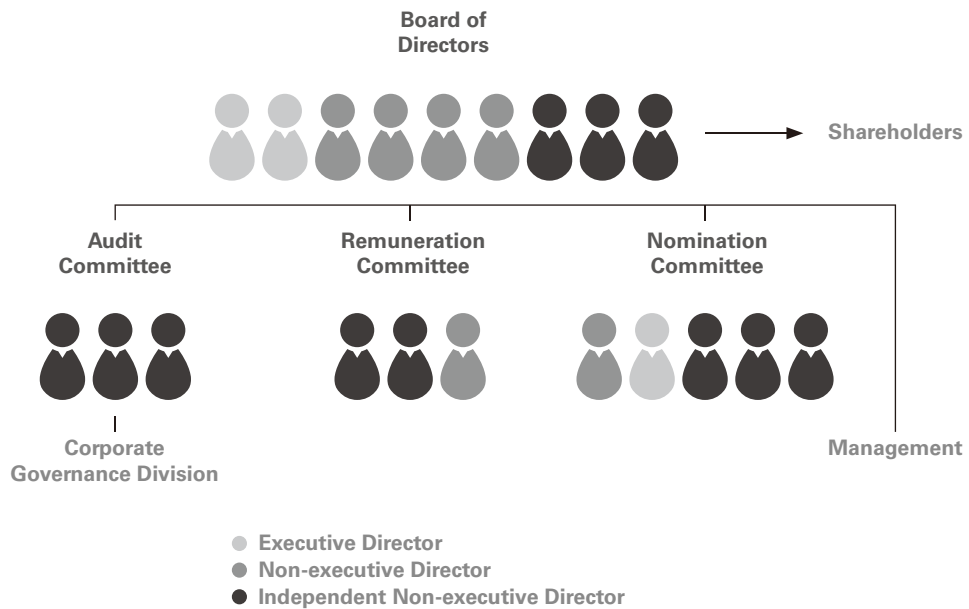 Board of
Directors
Shareholders
Audit
Committee
Remuneration
Committee
Nomination
Committee
Corporate
Governance Division
Management
Executive Director
Non-executive Director
Independent Non-executive Director